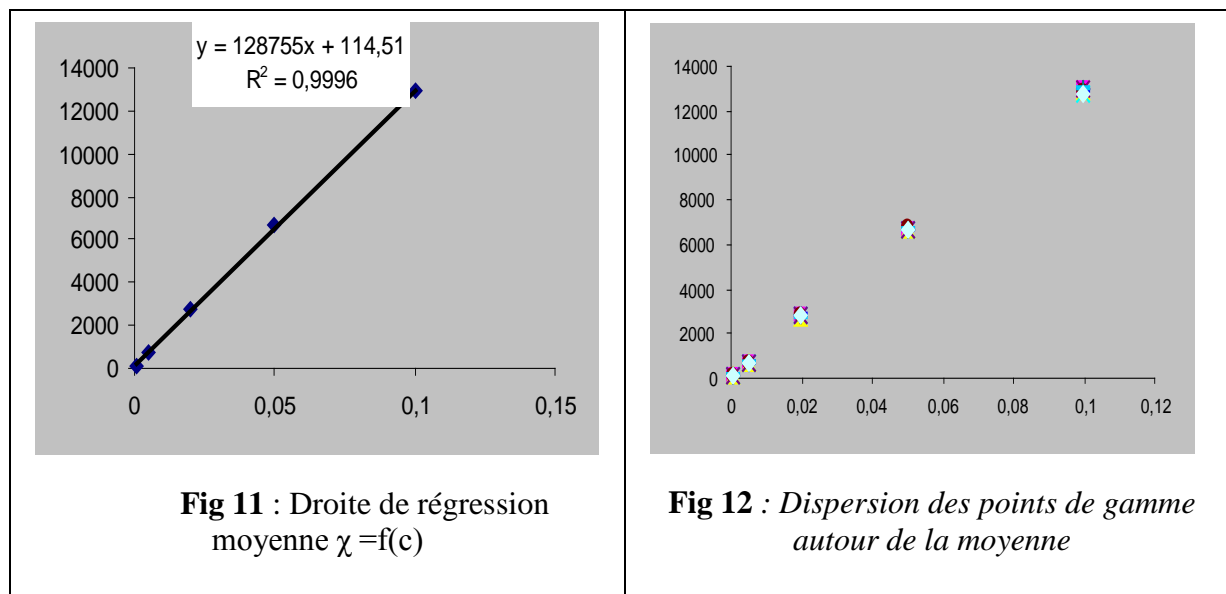 y = 128755x + 114,51
R² = 0,9996
14000
12000
10000
8000
6000
4000
2000
0
0 0,05 0,1 0,15
Fig 11 : Droite de régression
moyenne χ =f(c)
14000
12000
10000
8000
6000
4000
2000
0
0 0,02 0,04 0,06 0,08 0,1 0,12
Fig 12 : Dispersion des points de gamme
autour de la moyenne